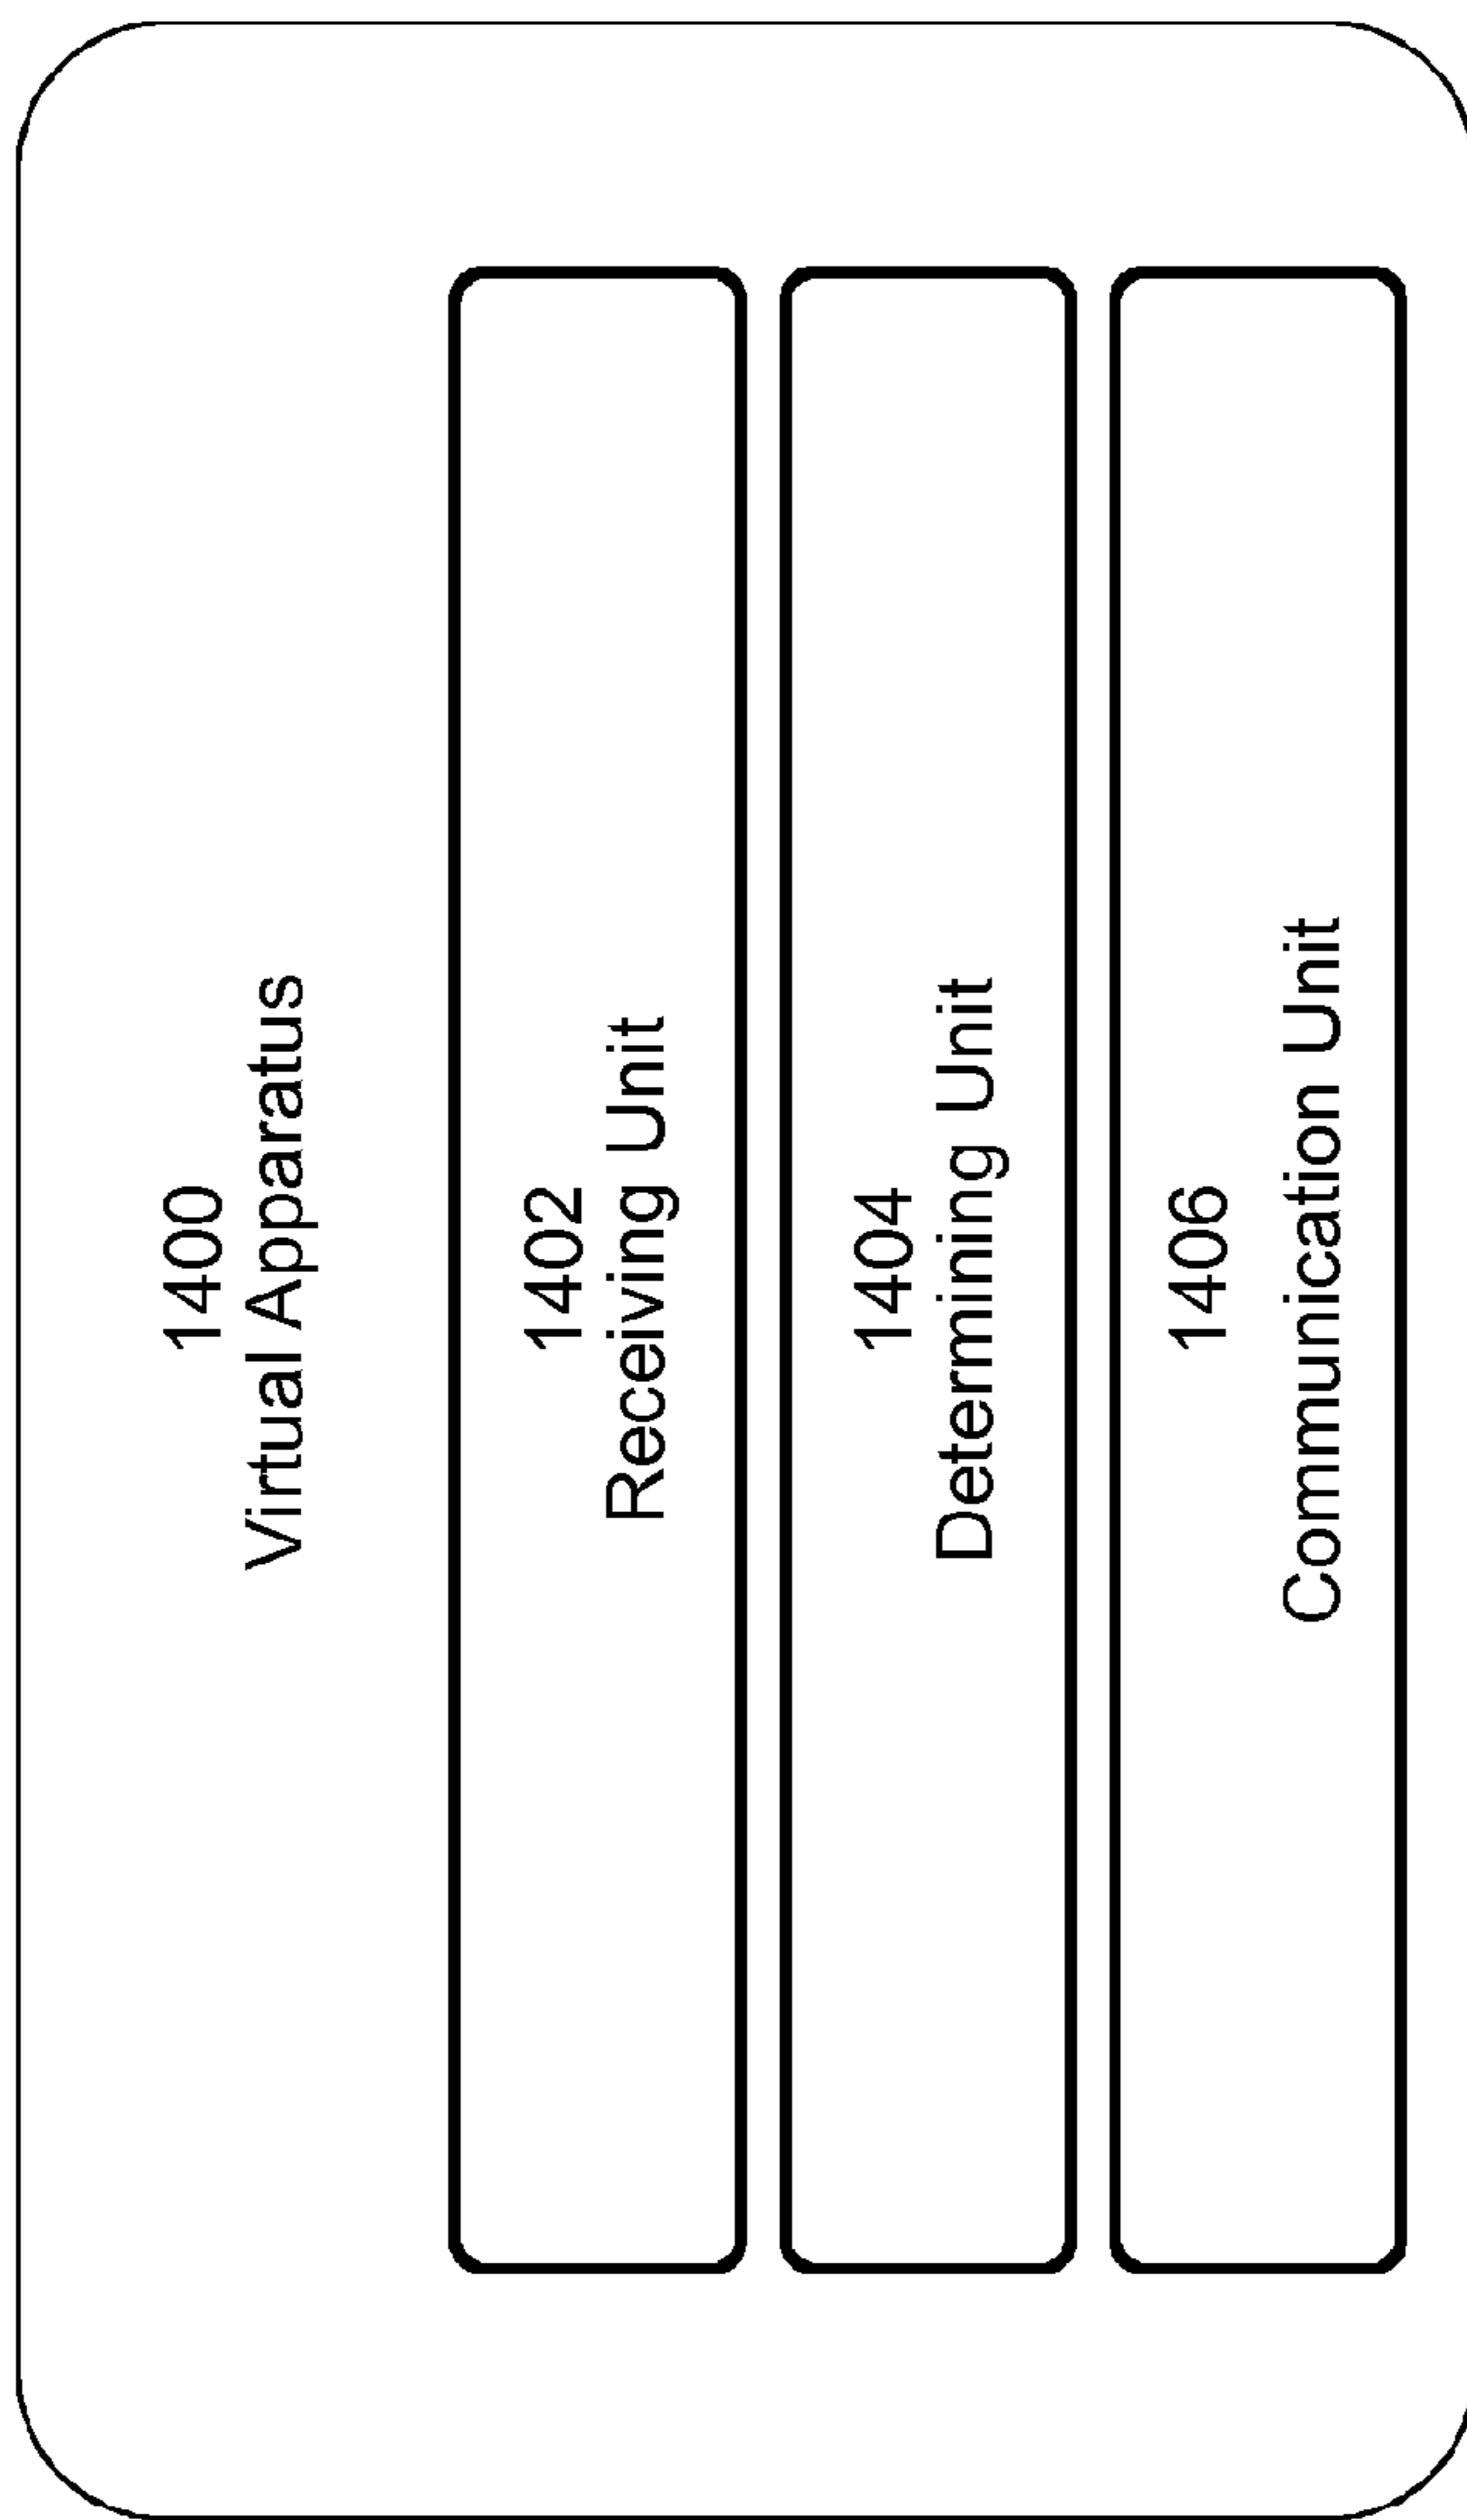 1400
Virtual Apparatus
1402
Receiving Unit
1404
Determining Unit
1406
Communication Unit